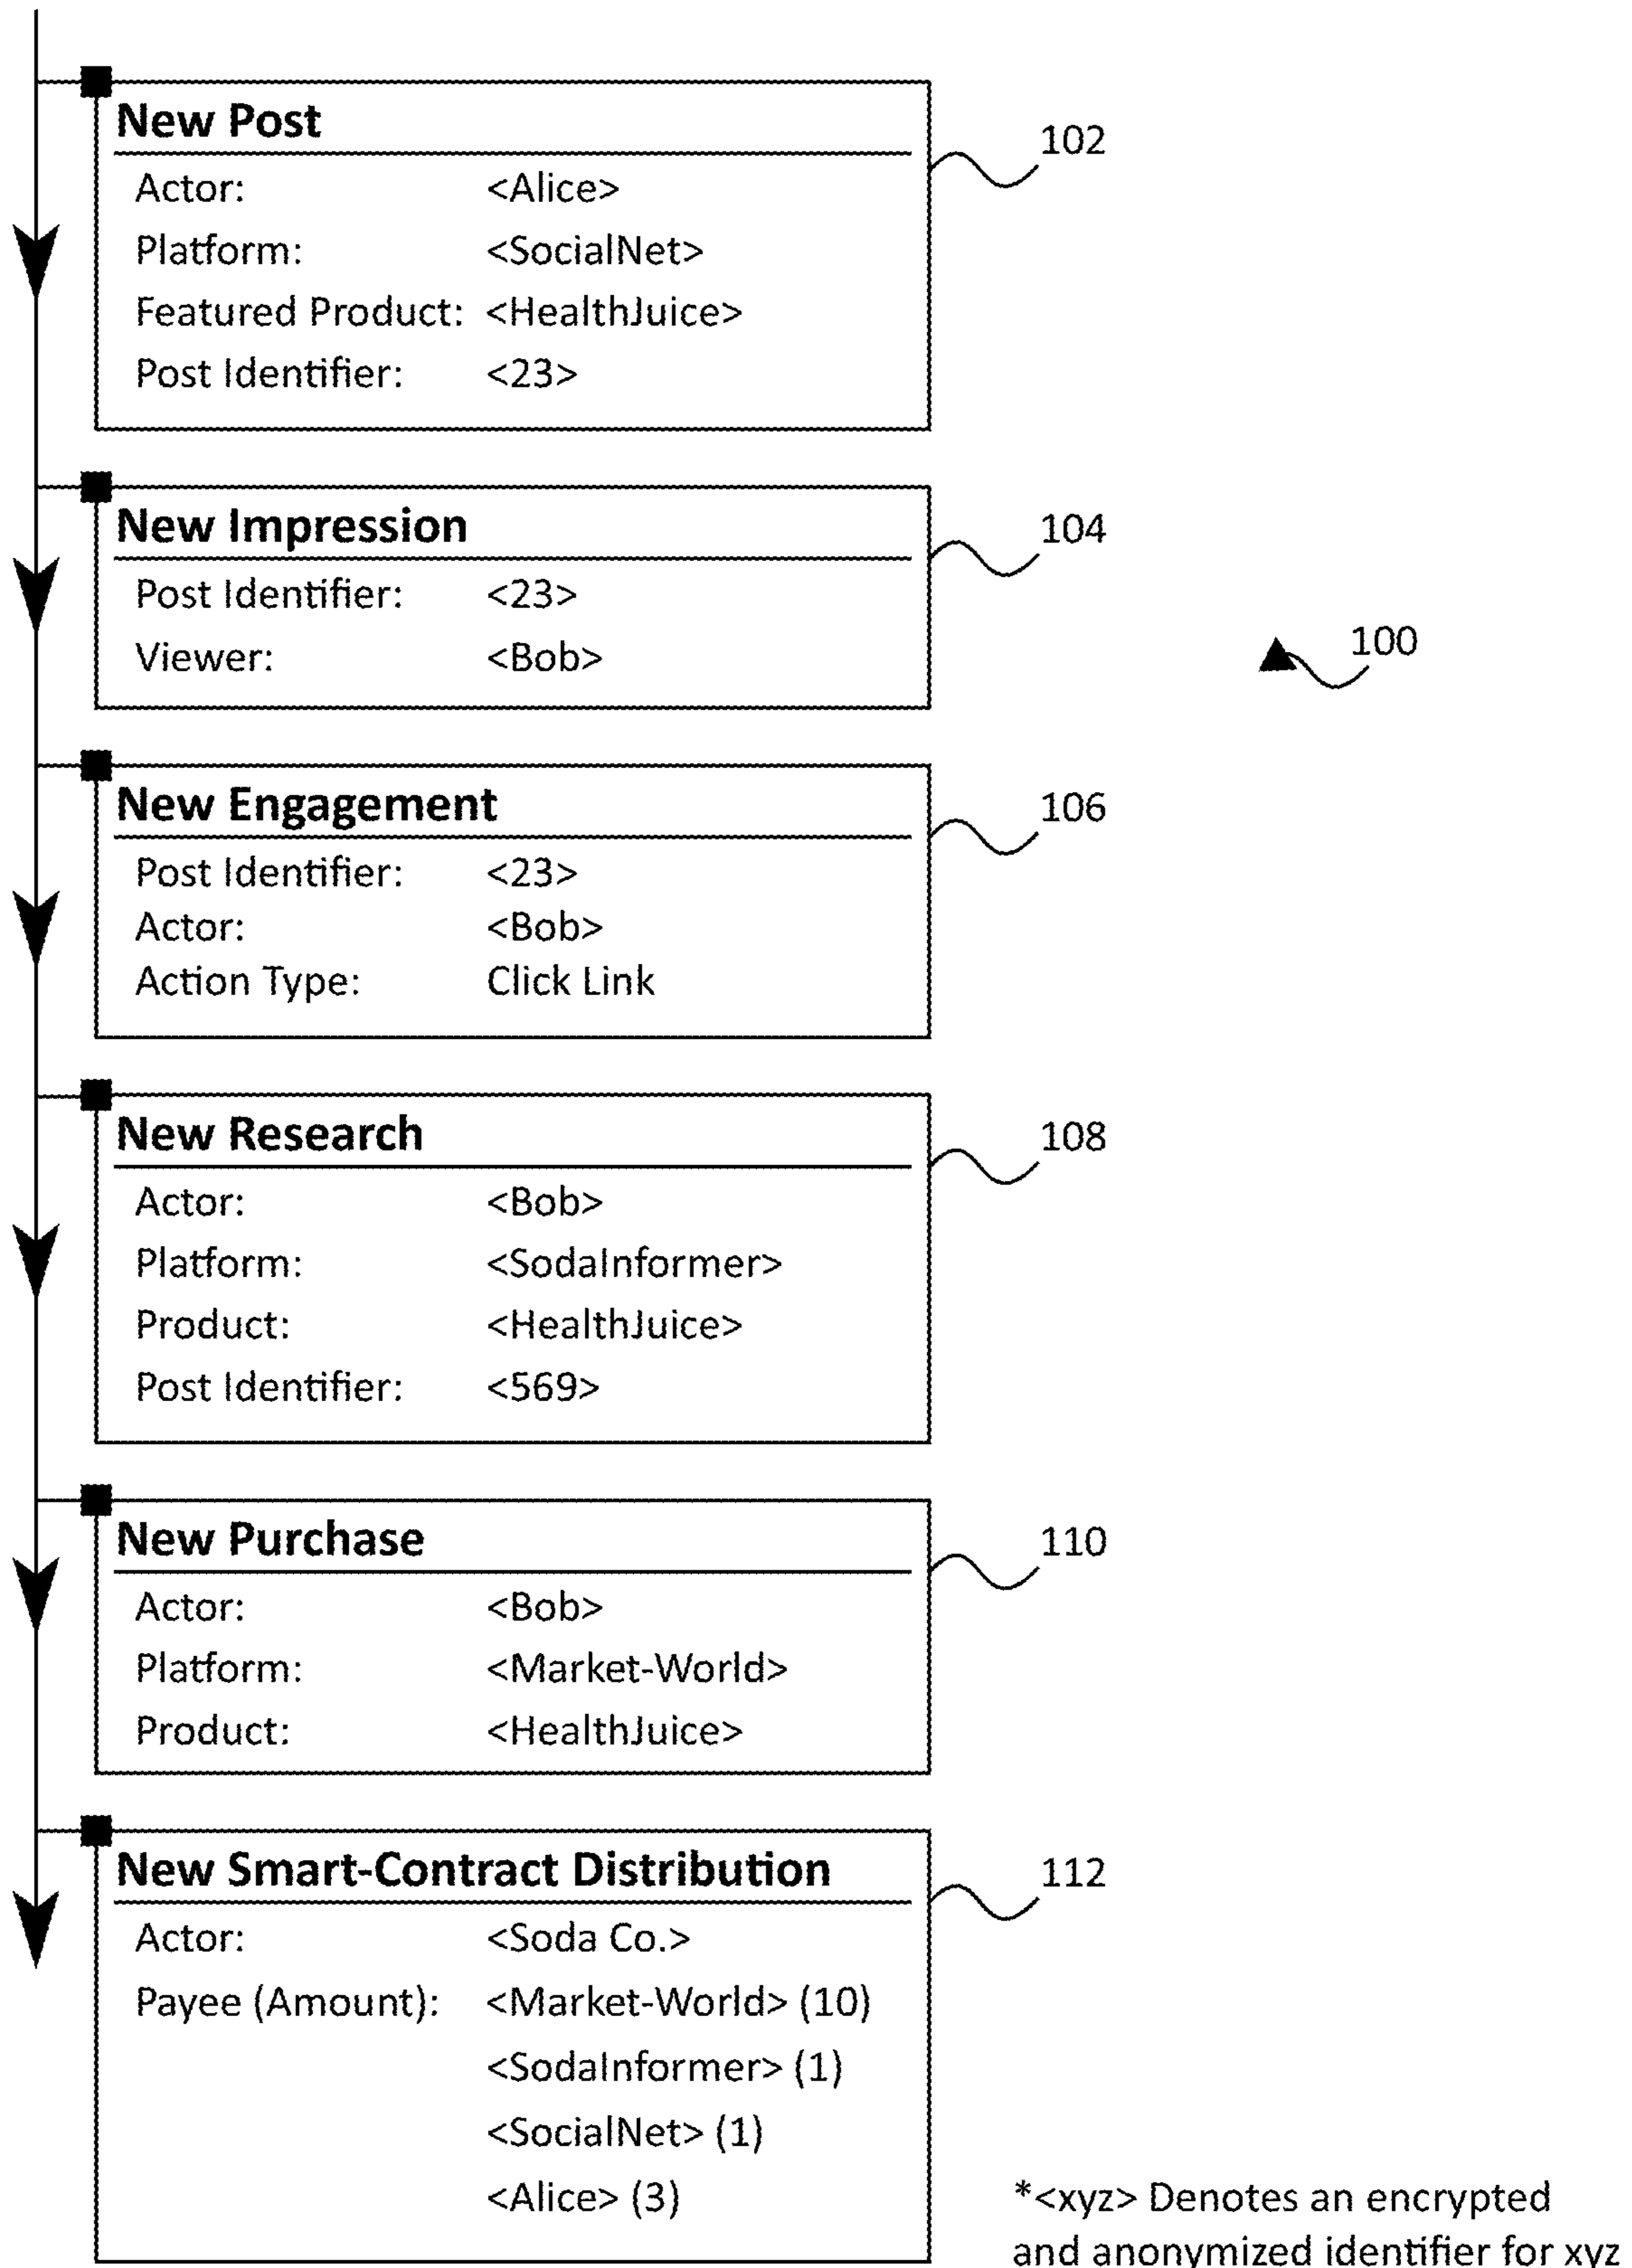 New Post
102
Actor: <Alice>
Platform: <SocialNet>
Featured Product: <HealthJuice>
Post Identifier: <23>
New Impression
104
Post Identifier: <23>
Viewer: <Bob>
100
New Engagement
106
Post Identifier: <23>
Actor: <Bob>
Action Type: Click Link
New Research
108
Actor: <Bob>
Platform: <SodaInformer>
Product: <HealthJuice>
Post Identifier: <569>
New Purchase
110
Actor: <Bob>
Platform: <Market-World>
Product: <HealthJuice>
New Smart-Contract Distribution
112
Actor: <Soda Co.>
Payee (Amount): <Market-World> (10)
<SodaInformer> (1)
<SocialNet> (1)
<Alice> (3)
*<xyz> Denotes an encrypted
and anonymized identifier for xyz